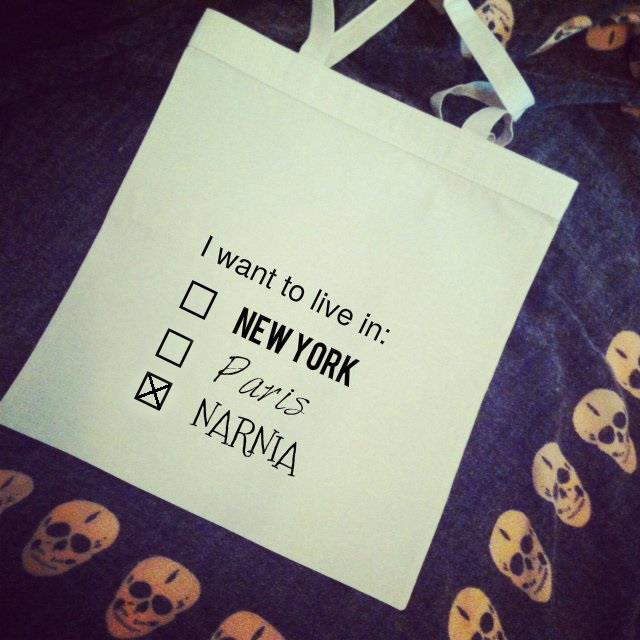 I want to live in:
NEW YORK
Paris
NARNIA